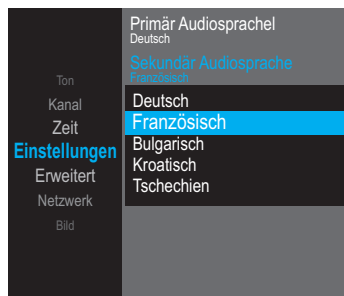 Ton
Kanal
Zeit
Einstellungen
Erweitert
Netzwerk
Bild
Primär Audiosprachel
Deutsch
Sekundär Audiosprache
Französisch
Deutsch
Französisch
Bulgarisch
Kroatisch
Tschechien